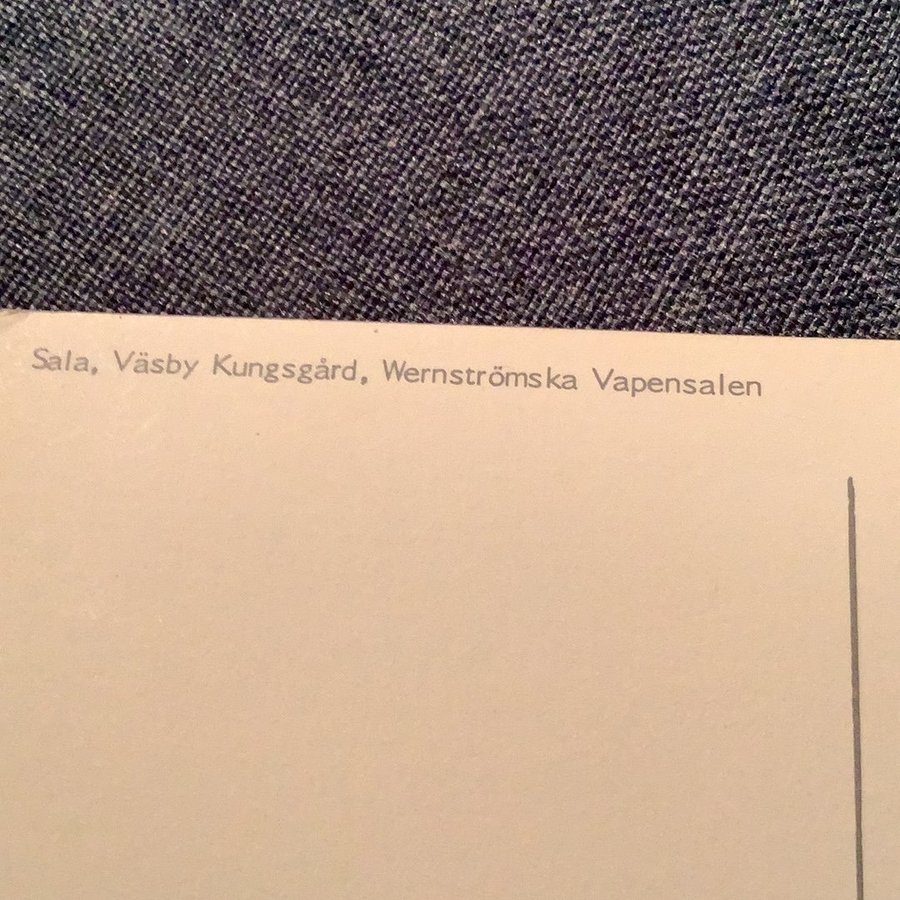 Sala, Väsby Kungsgård, Wernströmska Vapensalen